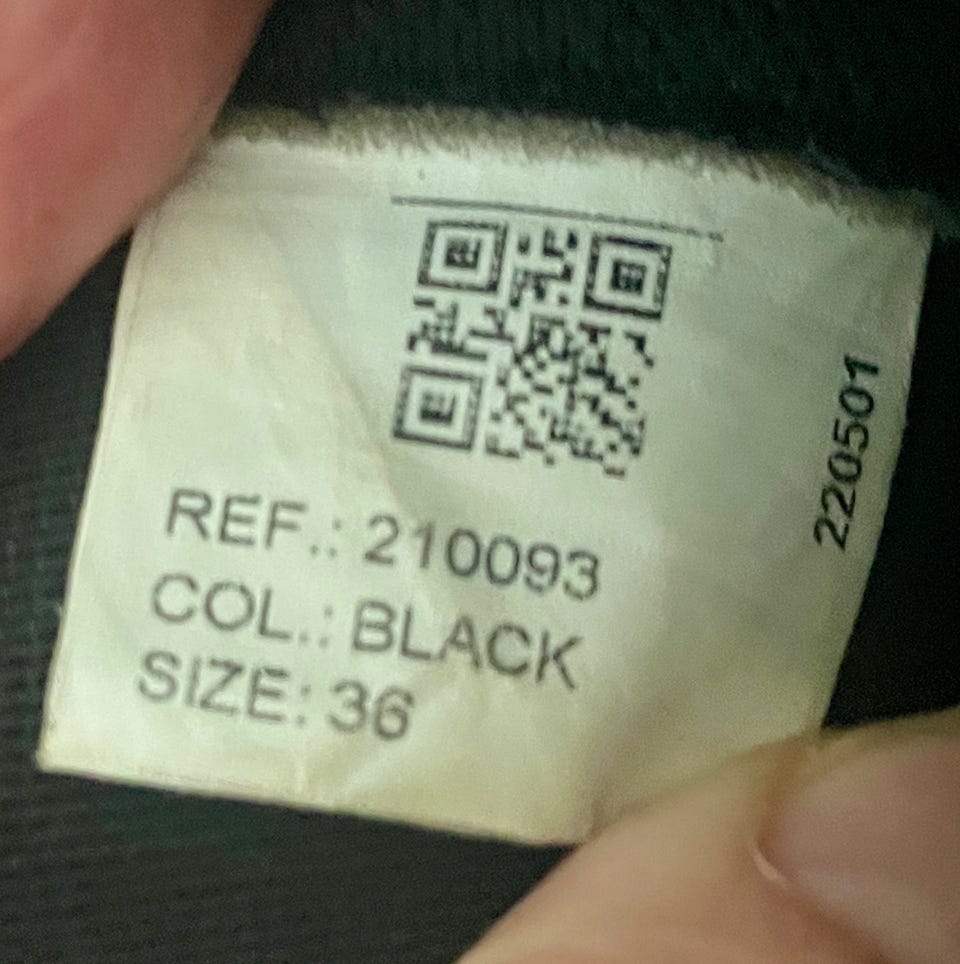 REF.: 210093
COL.: BLACK
SIZE: 36
220501